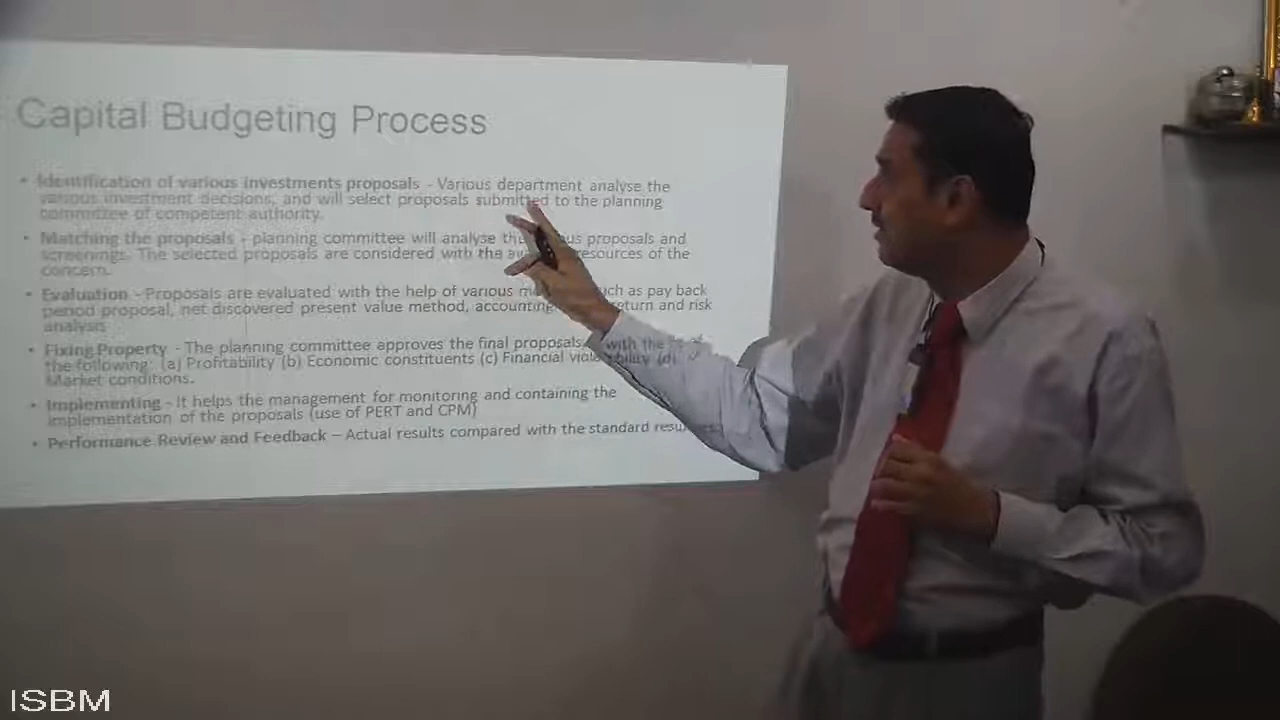 Capital Budgeting Process
• Identification of various investments proposals - Various department analyse the
various investment decisions, and will select proposals submitted to the planning
committee of competent authority.
• Matching the proposals - planning committee will analyse the proposals and
screenings. The selected proposals are considered with the resources of the
concern.
• Evaluation - Proposals are evaluated with the help of various such as pay back
period proposal, net discovered present value method, accounting return and risk
analysis
• Fixing Property - The planning committee approves the final proposals with the
the following: (a) Profitability (b) Economic constituents (c) Financial (d)
Market conditions.
• Implementing - It helps the management for monitoring and containing the
implementation of the proposals (use of PERT and CPM)
• Performance Review and Feedback – Actual results compared with the standard
ISBM